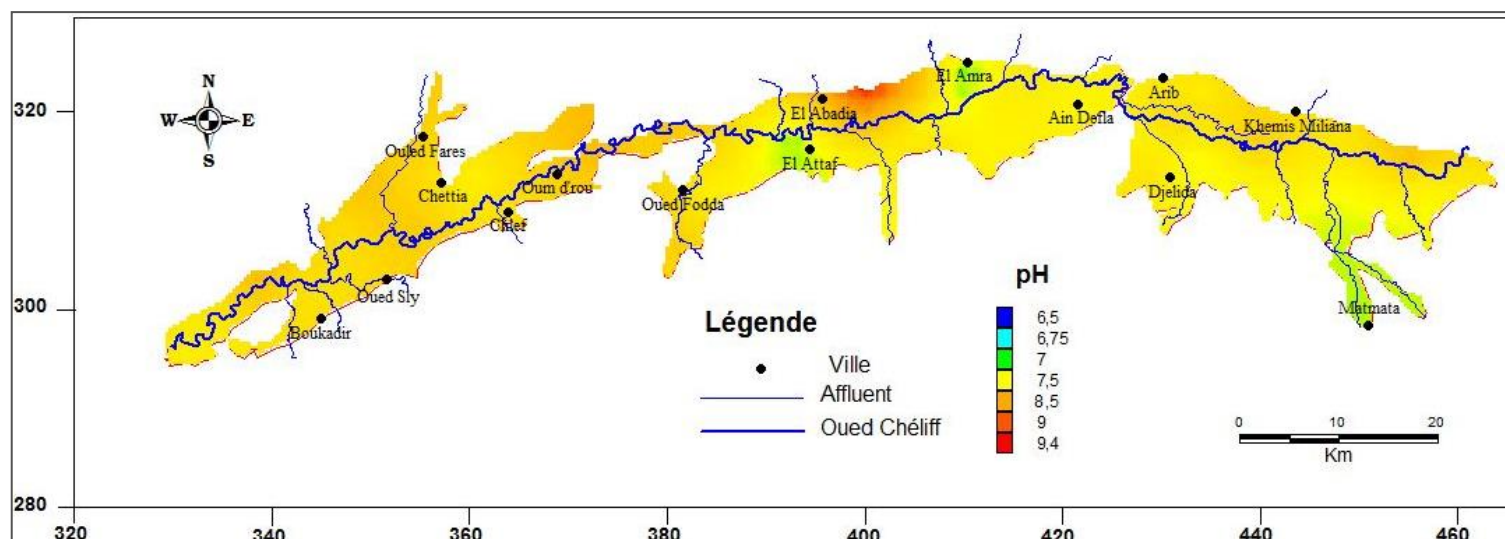 N
W E
S
320
300
280
320
340
360
380
400
420
440
460
El Amra
Arib
El Abadia
Ain Defla
Khemis Miliana
Ouled Fares
El Attaf
Chettia
Oum d'rou
Oued Fodda
Djelida
Chlef
Oued Sly
Boukadir
Matmata
Légende
Ville
Affluent
Oued Chéliff
pH
6,5
6,75
7
7,5
8,5
9
9,4
0 10 20
Km